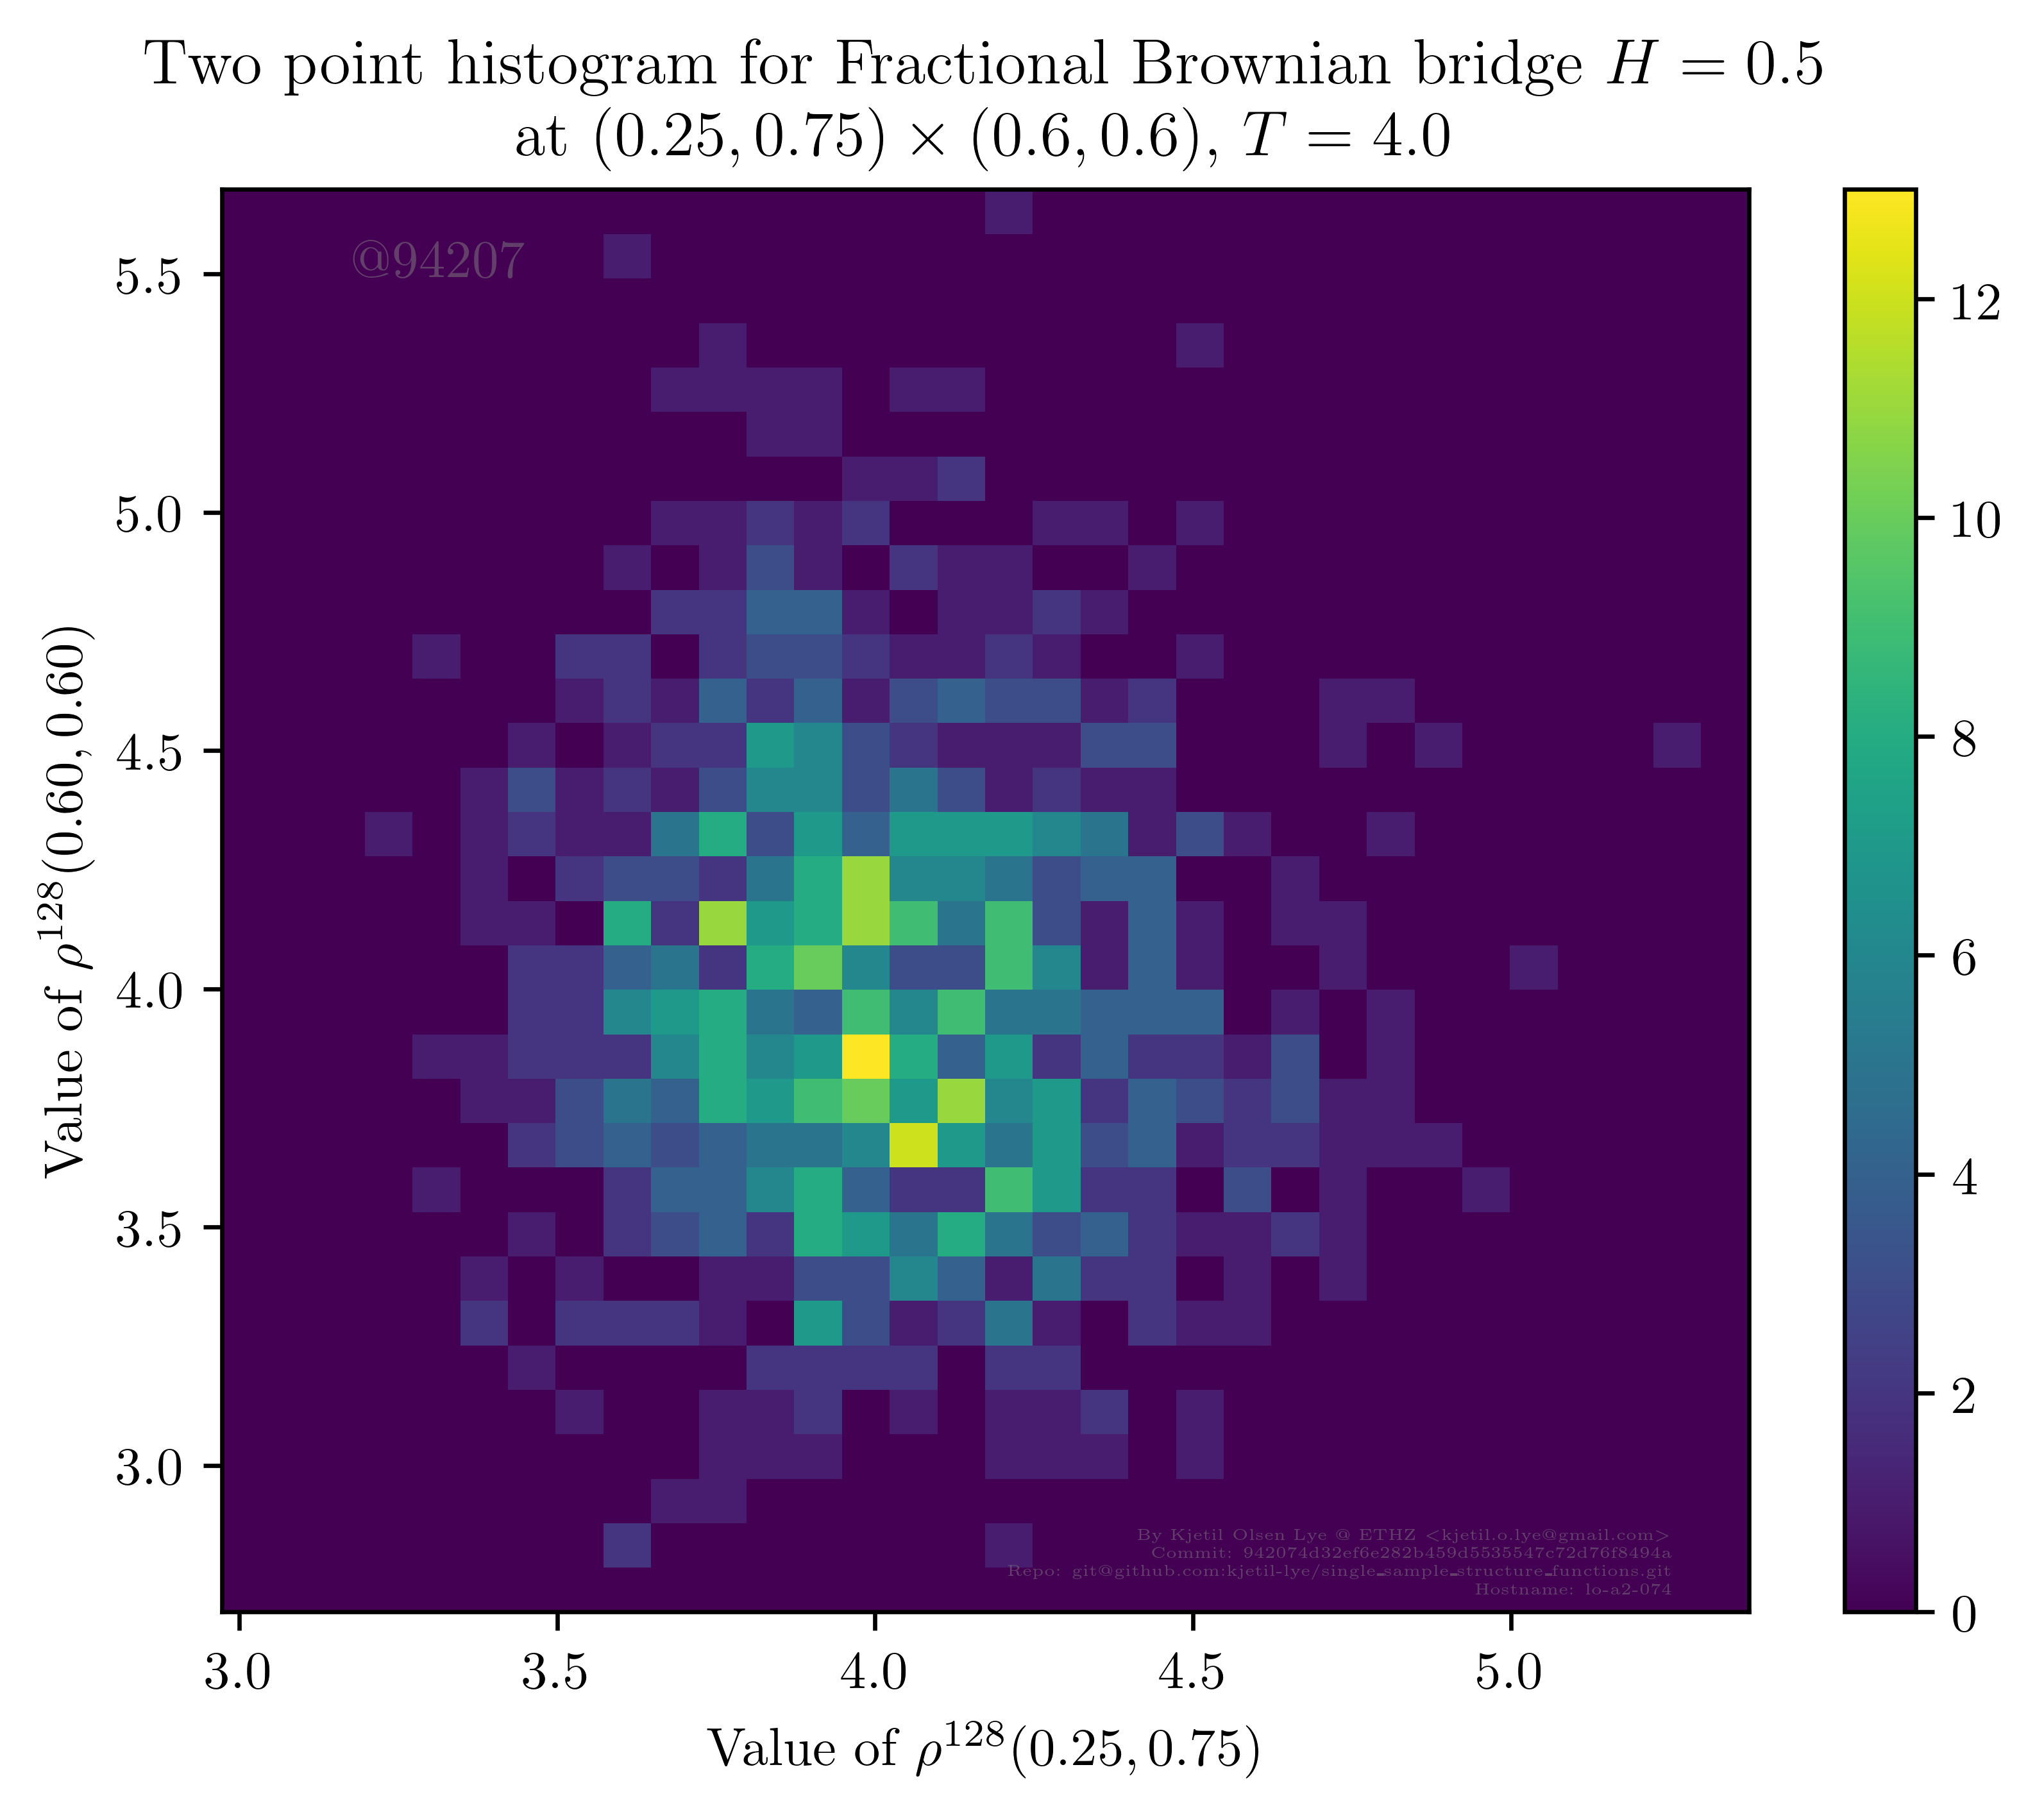 Two point histogram for Fractional Brownian bridge H = 0.5
at (0.25, 0.75) × (0.6, 0.6), T = 4.0
@94207
5.5
5.0
4.5
4.0
3.5
3.0
Value of ρ^128(0.60, 0.60)
By Kjetil Olsen Lye @ ETHZ <kjetil.o.lye@gmail.com>
Commit: 942074d32ef6e282b459d5535547c72d76f8494a
Repo: git@github.com:kjetil-lye/single_sample_structure_functions.git
Hostname: lo-a2-074
3.0 3.5 4.0 4.5 5.0
Value of ρ^128(0.25, 0.75)
12
10
8
6
4
2
0